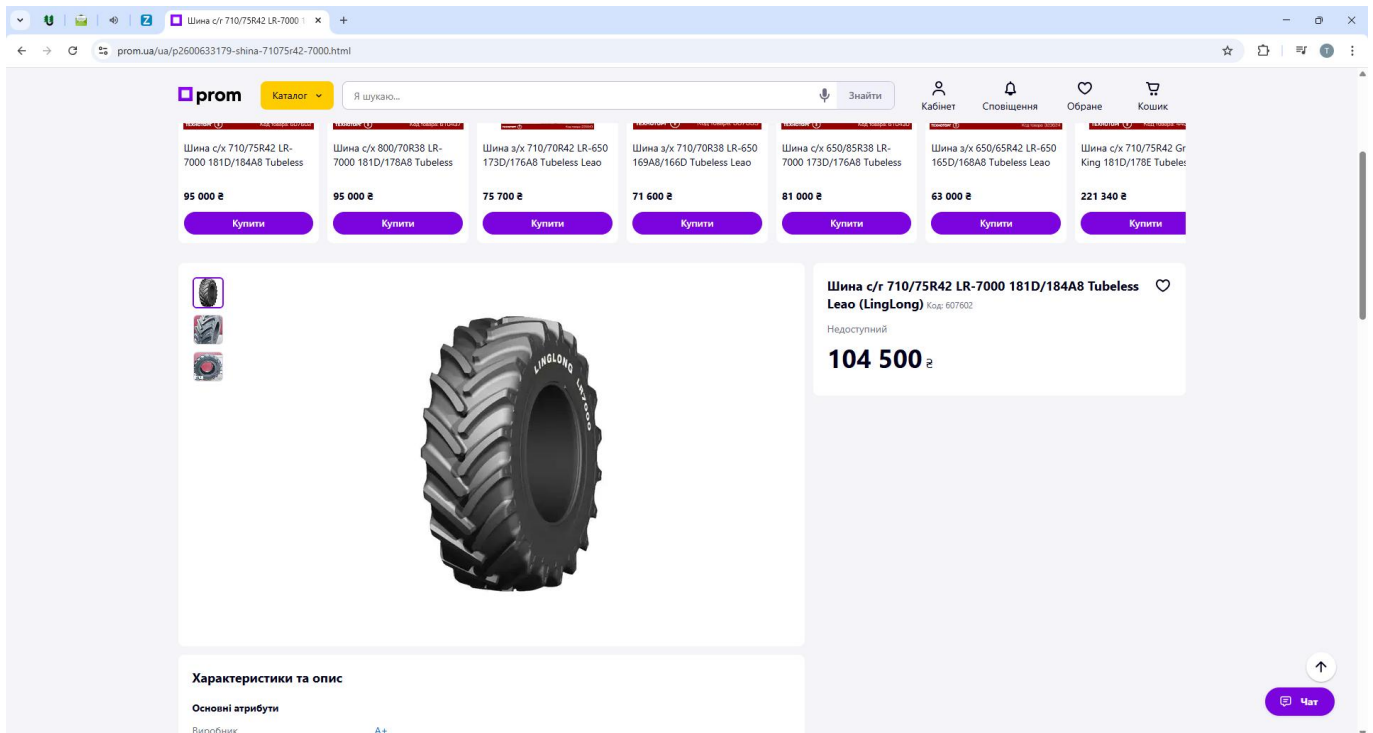 Шина с/г 710/75R42 LR-7000 1
prom.ua/ua/p2600633179-shina-71075r42-7000.html
prom
Каталог
Я шукаю...
Знайти
Кабінет
Сповіщення
Обране
Кошик
Шина с/х 710/75R42 LR-
7000 181D/184A8 Tubeless
95 000 ₴
Купити
Шина с/х 800/70R38 LR-
7000 181D/178A8 Tubeless
95 000 ₴
Купити
Шина з/х 710/70R42 LR-650
173D/176A8 Tubeless Leao
75 700 ₴
Купити
Шина з/х 710/70R38 LR-650
169A8/166D Tubeless Leao
71 600 ₴
Купити
Шина с/х 650/85R38 LR-
7000 173D/176A8 Tubeless
81 000 ₴
Купити
Шина з/х 650/65R42 LR-650
165D/168A8 Tubeless Leao
63 000 ₴
Купити
Шина с/х 710/75R42 Gr
King 181D/178E Tubeles
221 340 ₴
Купити
LINGLONG LR7000
Шина с/г 710/75R42 LR-7000 181D/184A8 Tubeless
Leao (LingLong) Код: 607602
Недоступний
104 500 ₴
Характеристики та опис
Основні атрибути
Виробник
A+
Чат